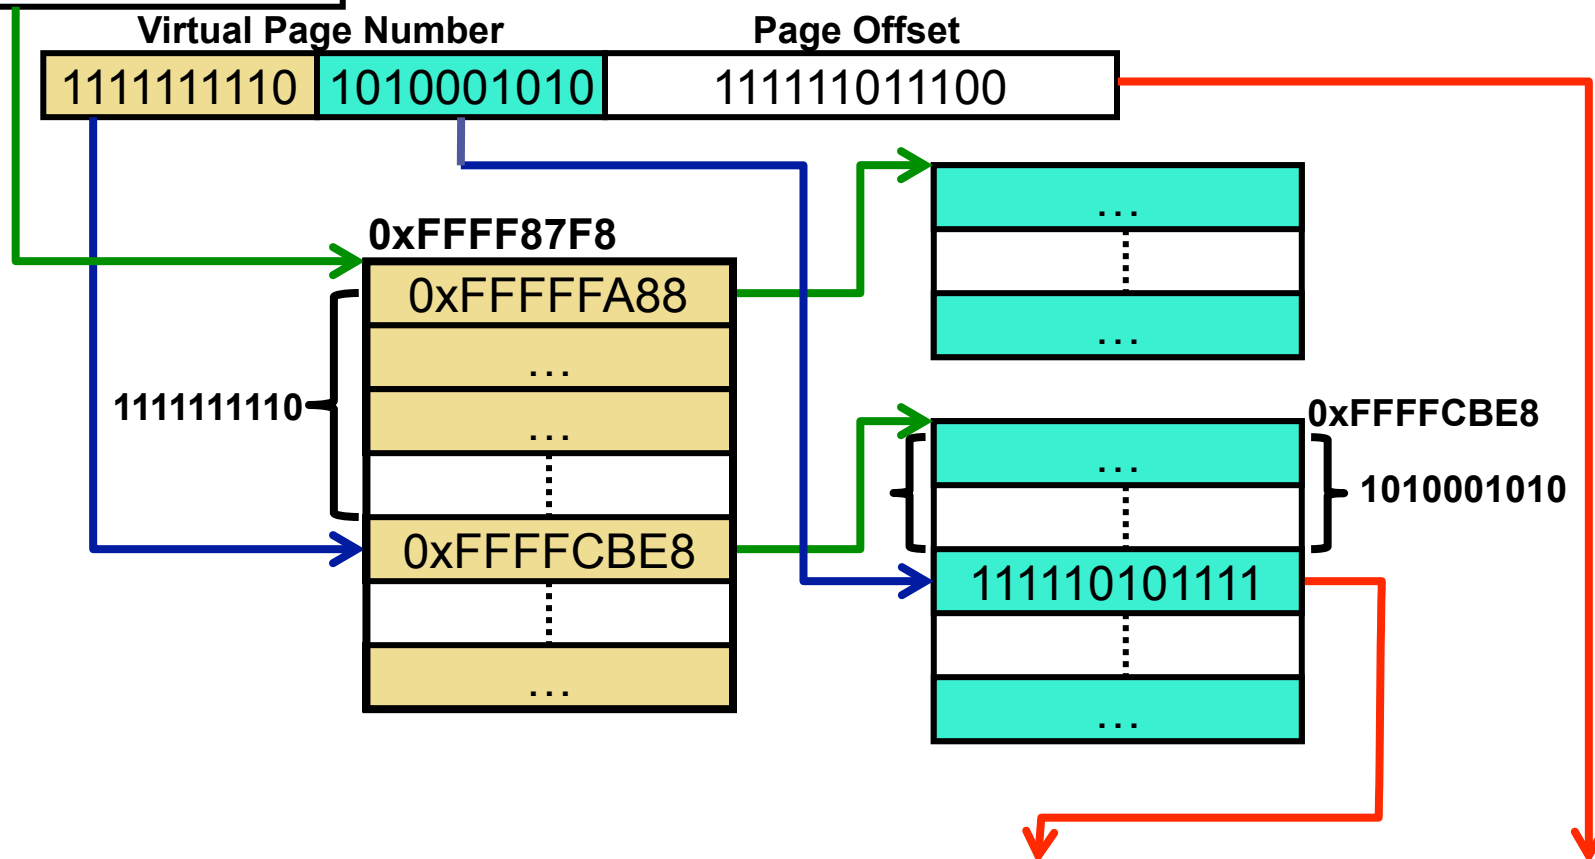 Virtual Page Number Page Offset
1111111110 1010001010 111111011100
...
0xFFFF87F8
0xFFFFFA88
...
...
1111111110
...
0xFFFFCBE8
...
1010001010
0xFFFFCBE8
111110101111
...
...